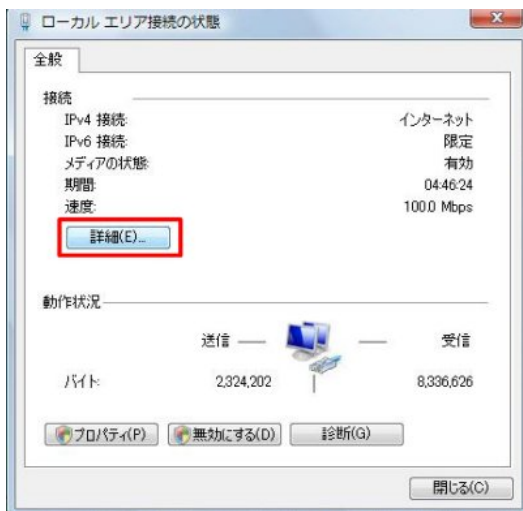 ローカル エリア接続の状態
全般
接続
IPv4 接続: インターネット
IPv6 接続: 限定
メディアの状態: 有効
期間: 04:46:24
速度: 100.0 Mbps
詳細(E)...
動作状況
送信 受信
バイト: 2,324,202 8,336,626
プロパティ(P) 無効にする(D) 診断(G)
閉じる(C)